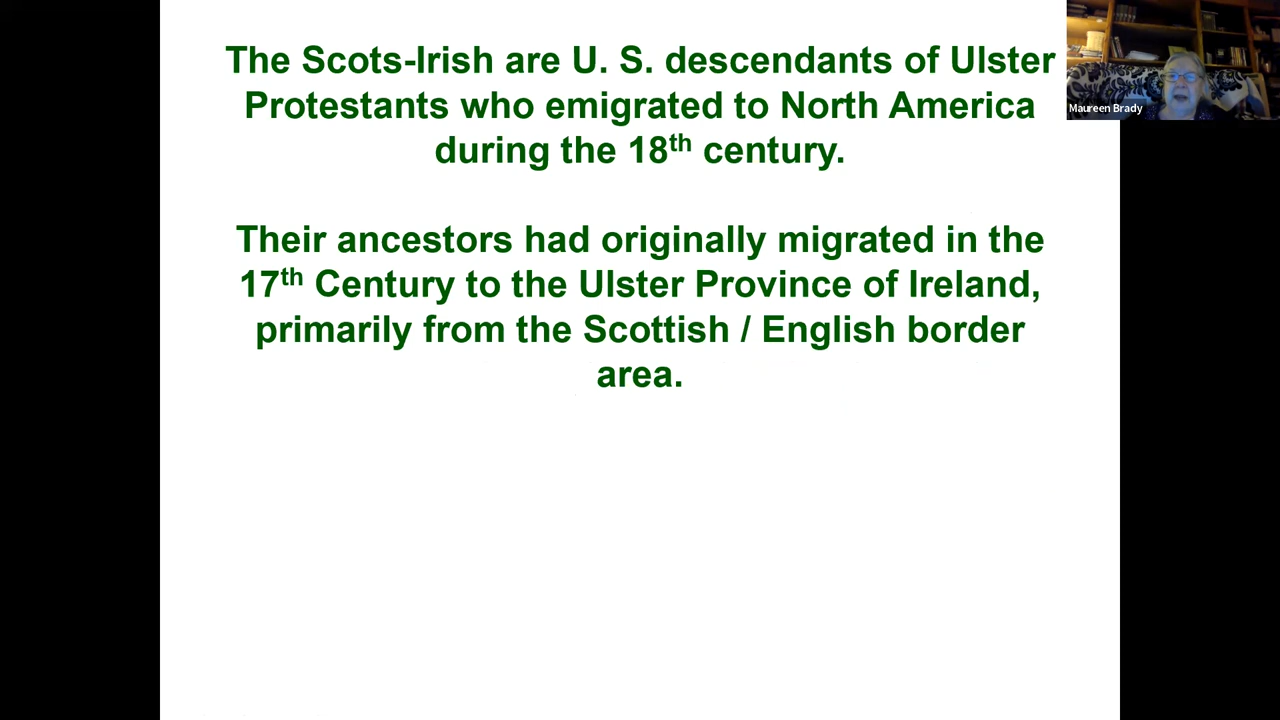 The Scots-Irish are U. S. descendants of Ulster
Protestants who emigrated to North America
during the 18th century.
Their ancestors had originally migrated in the
17th Century to the Ulster Province of Ireland,
primarily from the Scottish / English border
area.
Maureen Brady